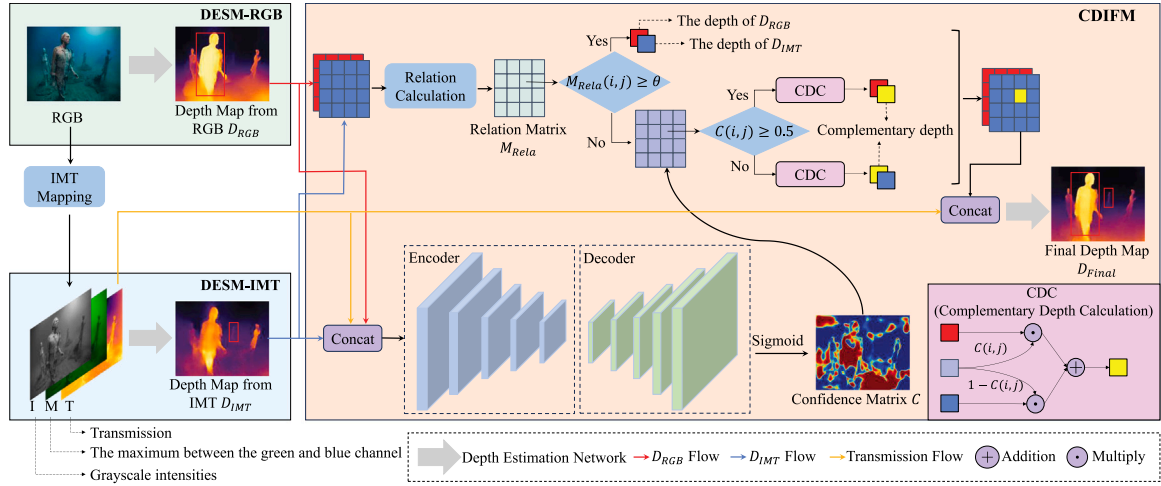 DESM-RGB
RGB
Depth Map from
RGB D_RGB
IMT
Mapping
DESM-IMT
I M T
Depth Map from
IMT D_IMT
Transmission
The maximum between the green and blue channel
Grayscale intensities
CDIFM
Relation
Calculation
Relation Matrix
M_Rela
M_Rela(i,j) ≥ θ
Yes
No
The depth of D_RGB
The depth of D_IMT
C(i,j) ≥ 0.5
Yes
No
CDC
CDC
Complementary depth
Concat
Final Depth Map
D_Final
Concat
Encoder
Decoder
Sigmoid
Confidence Matrix C
CDC
(Complementary Depth Calculation)
C(i,j)
1 − C(i,j)
Depth Estimation Network
D_RGB Flow
D_IMT Flow
Transmission Flow
Addition
Multiply